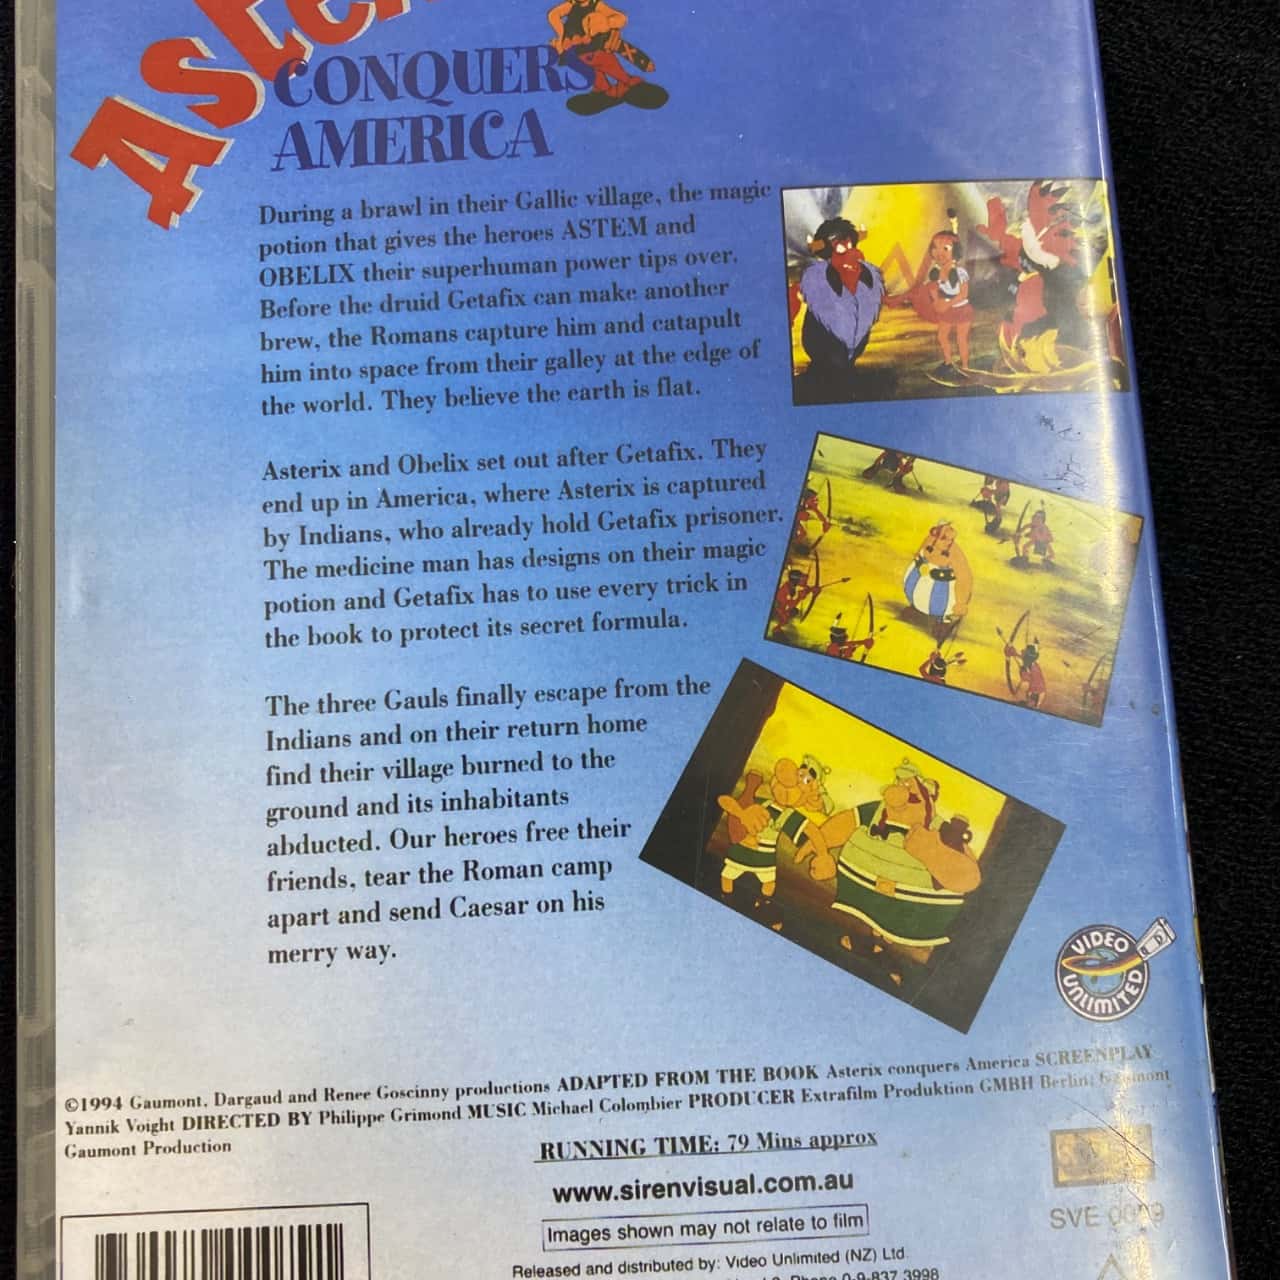 CONQUERS
AMERICA
During a brawl in their Gallic village, the magic
potion that gives the heroes ASTEM and
OBELIX their superhuman power tips over.
Before the druid Getafix can make another
brew, the Romans capture him and catapult
him into space from their galley at the edge of
the world. They believe the earth is flat.
Asterix and Obelix set out after Getafix. They
end up in America, where Asterix is captured
by Indians, who already hold Getafix prisoner.
The medicine man has designs on their magic
potion and Getafix has to use every trick in
the book to protect its secret formula.
The three Gauls finally escape from the
Indians and on their return home
find their village burned to the
ground and its inhabitants
abducted. Our heroes free their
friends, tear the Roman camp
apart and send Caesar on his
merry way.
VIDEO
UNLIMITED
©1994 Gaumont, Dargaud and Renee Goscinny productions ADAPTED FROM THE BOOK Asterix conquers America SCREENPLAY
Yannik Voight DIRECTED BY Philippe Grimond MUSIC Michael Colombier PRODUCER Extrafilm Produktion GMBH Berlin; Gaumont
Gaumont Production
RUNNING TIME: 79 Mins approx
www.sirenvisual.com.au
SVE
Images shown may not relate to film
Released and distributed by: Video Unlimited (NZ) Ltd.
Phone 0-9-837 3998